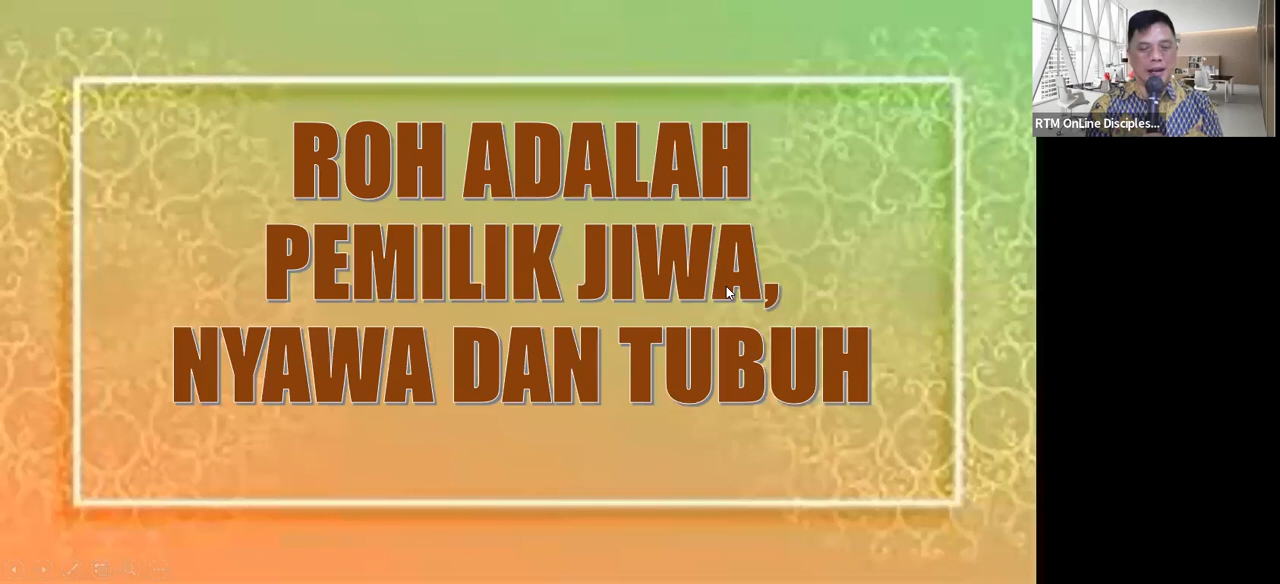 ROH ADALAH
PEMILIK JIWA,
NYAWA DAN TUBUH
RTM OnLine Disciples...